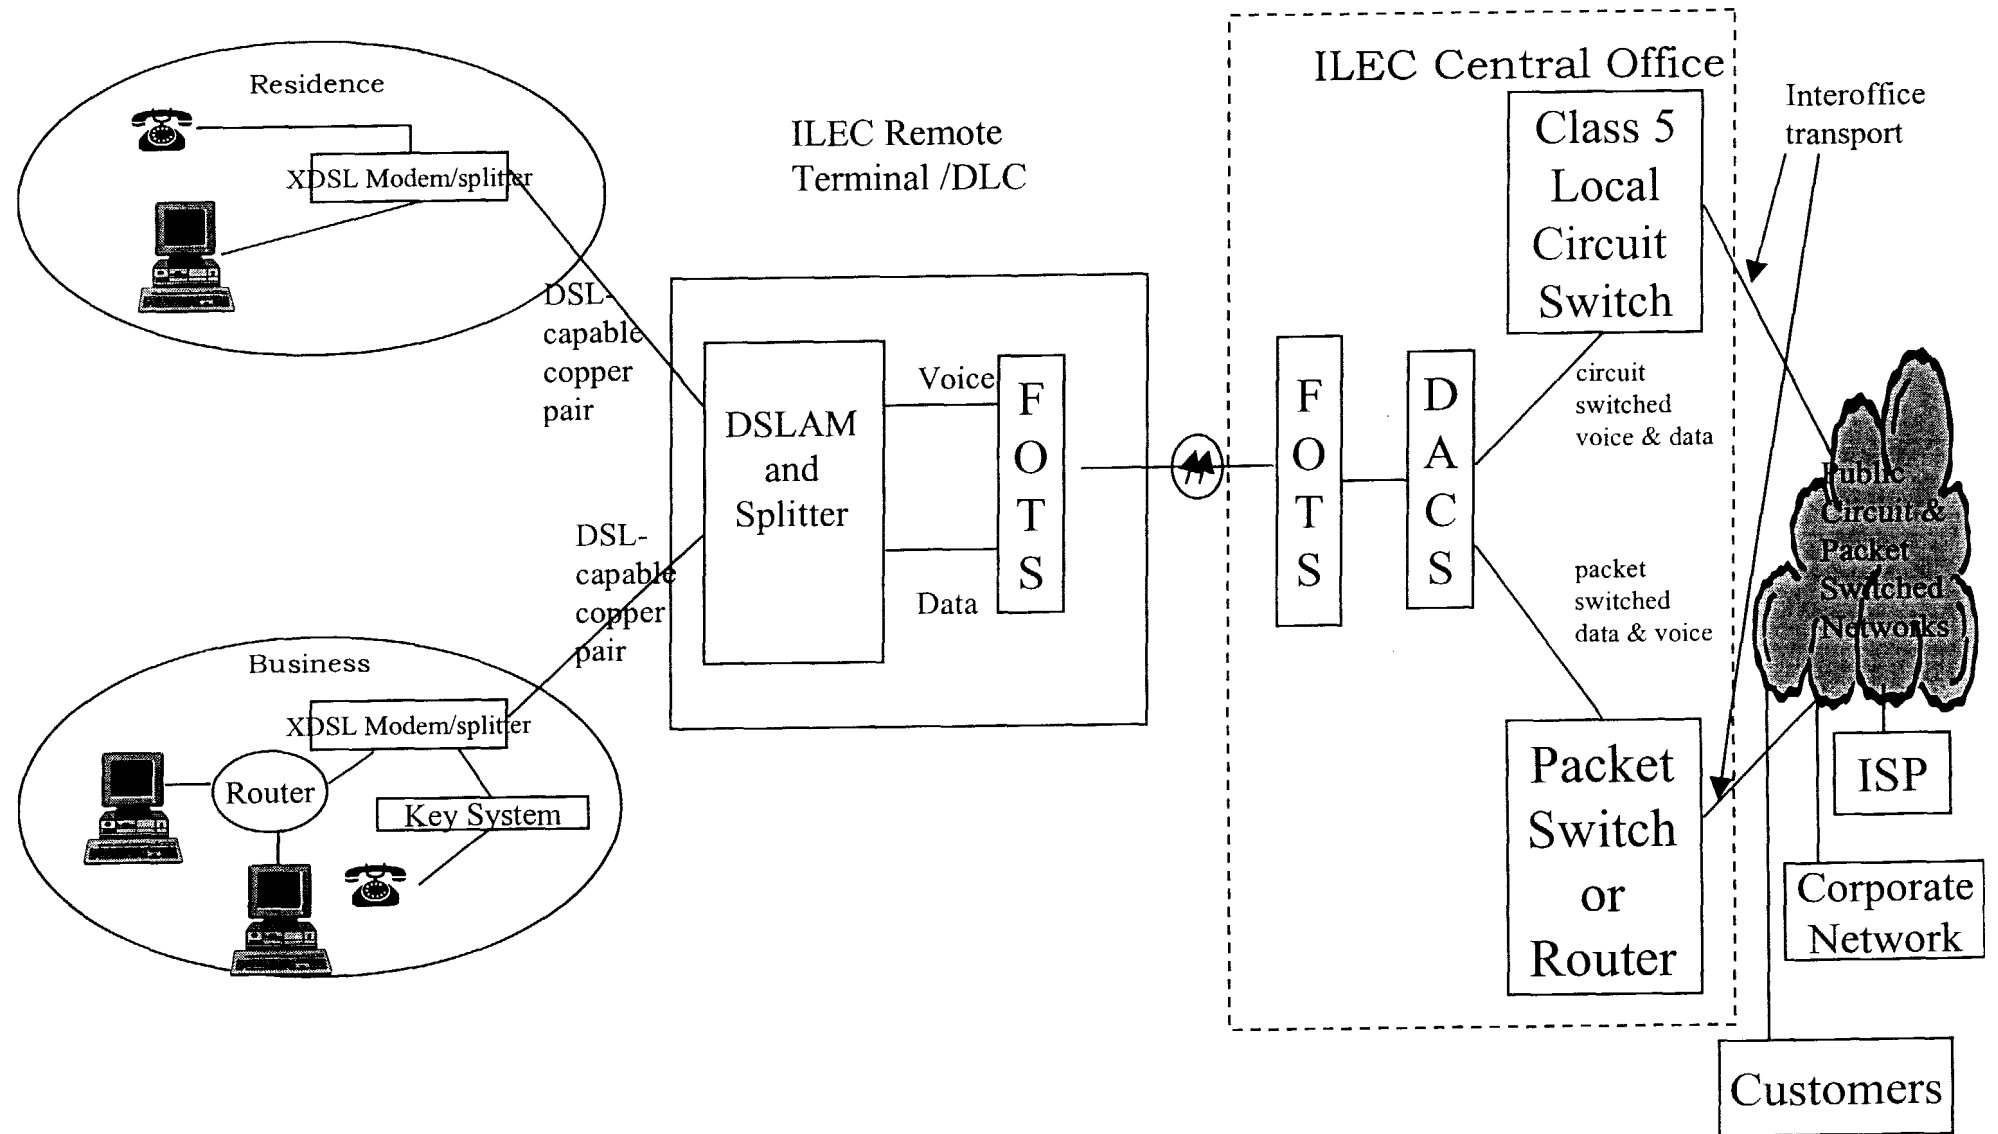 Residence
XDSL Modem/splitter
DSL-
capable
copper
pair
ILEC Remote
Terminal /DLC
DSLAM
and
Splitter
Voice
Data
F
O
T
S
DSL-
capable
copper
pair
Business
XDSL Modem/splitter
Router
Key System
ILEC Central Office
F
O
T
S
D
A
C
S
Class 5
Local
Circuit
Switch
circuit
switched
voice & data
packet
switched
data & voice
Packet
Switch
or
Router
Interoffice
transport
Public
Circuit &
Packet
Switched
Networks
ISP
Corporate
Network
Customers